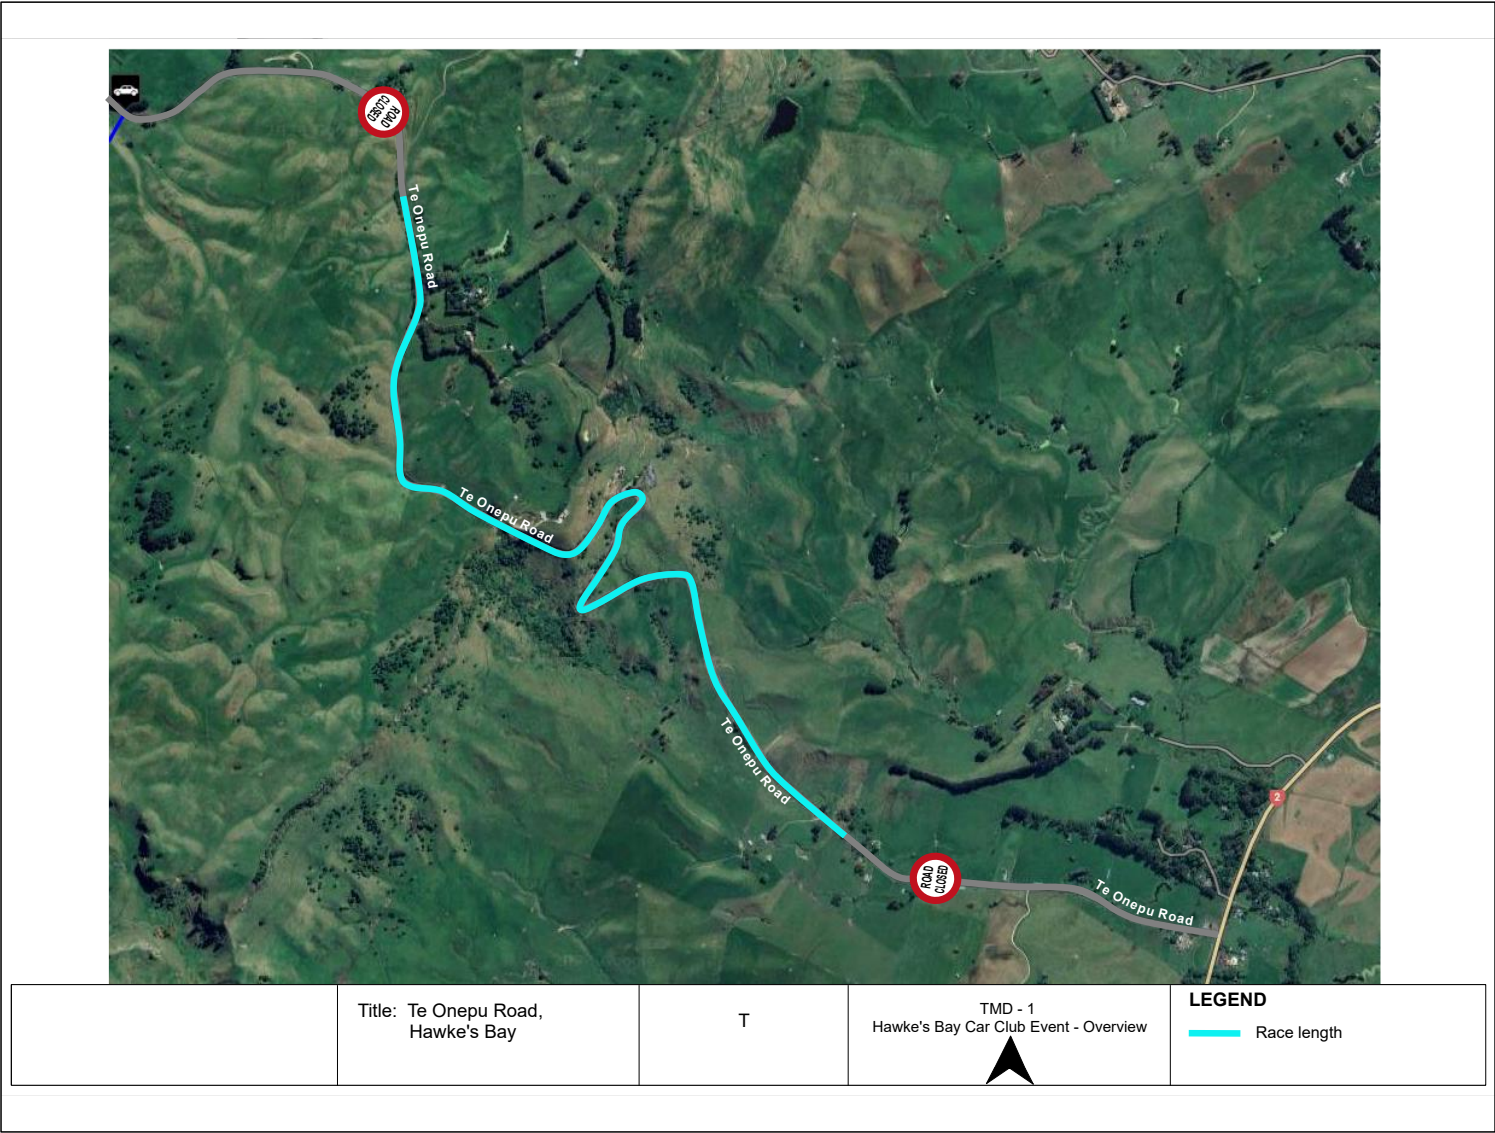 ROAD
CLOSED
Te Onepu Road
Te Onepu Road
Te Onepu Road
2
ROAD
CLOSED
Te Onepu Road
Title: Te Onepu Road,
Hawke's Bay
T
TMD - 1
Hawke's Bay Car Club Event - Overview
LEGEND
Race length